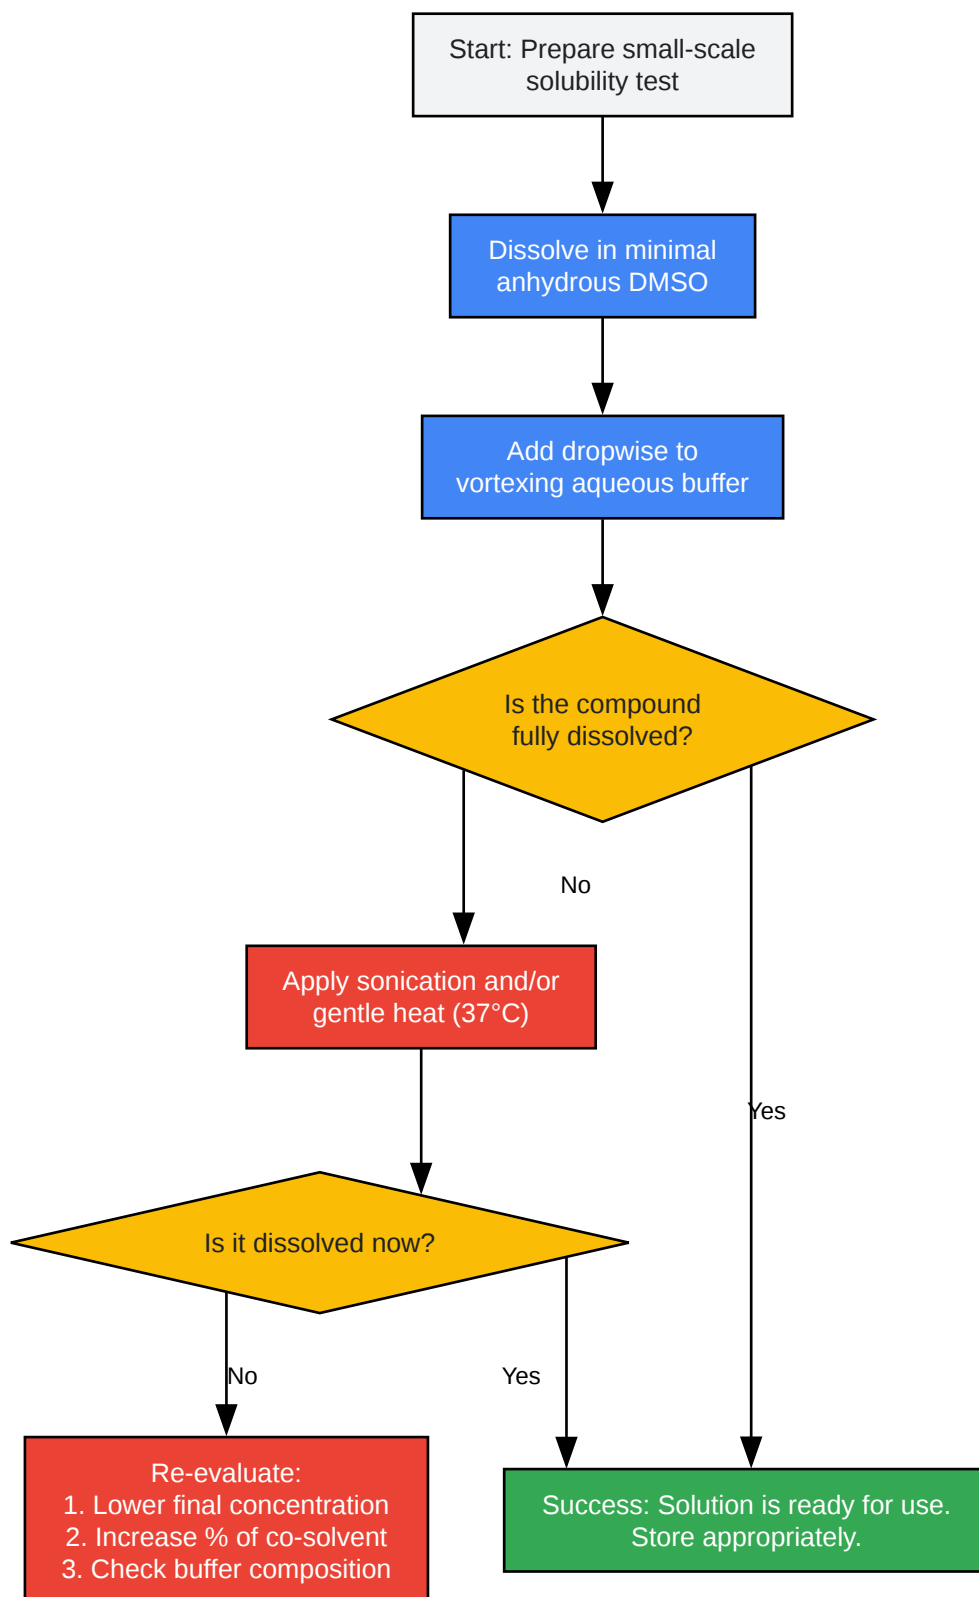 Start: Prepare small-scale
solubility test
Dissolve in minimal
anhydrous DMSO
Add dropwise to
vortexing aqueous buffer
Is the compound
fully dissolved?
No
Apply sonication and/or
gentle heat (37°C)
Yes
Is it dissolved now?
No
Yes
Re-evaluate:
1. Lower final concentration
2. Increase % of co-solvent
3. Check buffer composition
Success: Solution is ready for use.
Store appropriately.